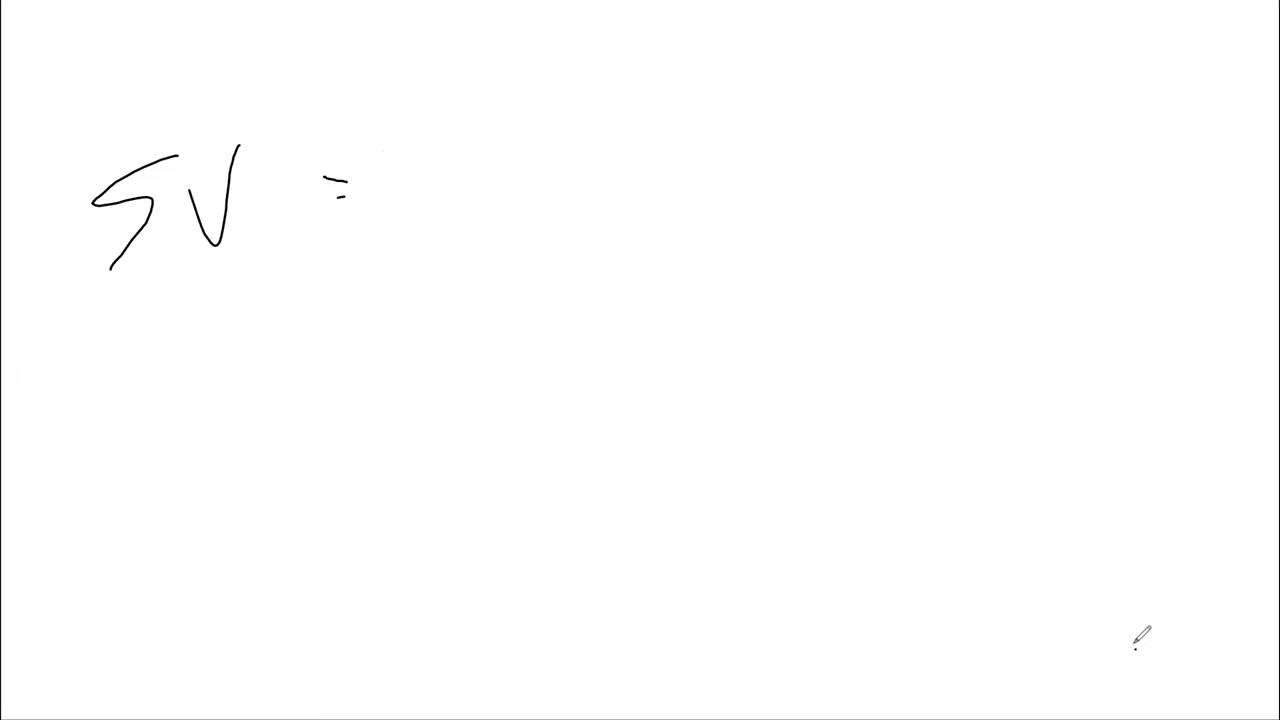 SV =